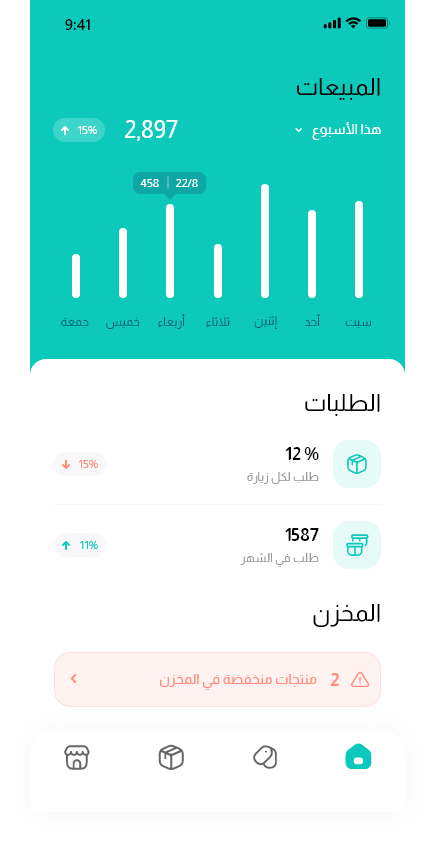 9:41
المبيعات
هذا الأسبوع
2,897
15%
22/8 | 458
سبت
أحد
إثنين
ثلاثاء
أربعاء
خميس
جمعة
الطلبات
12 %
طلب لكل زيارة
15%
1587
طلب في الشهر
11%
المخزن
2 منتجات منخفضة في المخزن